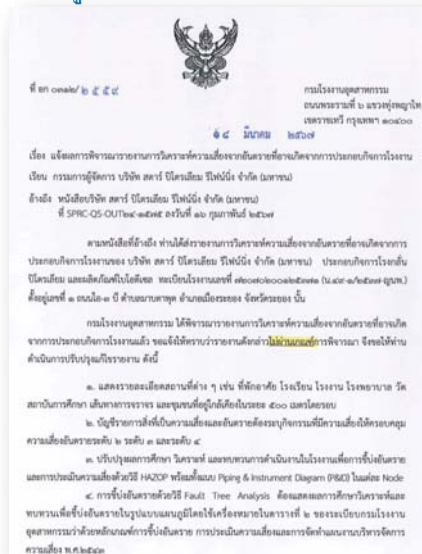 ที่ อก ๐๓๑๒/ ๒ ๕ ๕ ๙
กรมโรงงานอุตสาหกรรม
ถนนพระรามที่ ๖ แขวงทุ่งพญาไท
เขตราชเทวี กรุงเทพฯ ๑๐๔๐๐
๑๘ มีนาคม ๒๕๖๗
เรื่อง แจ้งผลการพิจารณารายงานการวิเคราะห์ความเสี่ยงจากอันตรายที่อาจเกิดจากการประกอบกิจการโรงงาน
เรียน กรรมการผู้จัดการ บริษัท สตาร์ ปิโตรเลียม รีไฟน์นิ่ง จำกัด (มหาชน)
อ้างถึง หนังสือบริษัท สตาร์ ปิโตรเลียม รีไฟน์นิ่ง จำกัด (มหาชน)
ที่ SPRC-QS-OUT๒๔-๑๕๗๕ ลงวันที่ ๑๖ กุมภาพันธ์ ๒๕๖๗
ตามหนังสือที่อ้างถึง ท่านได้ส่งรายงานการวิเคราะห์ความเสี่ยงจากอันตรายที่อาจเกิดจากการ
ประกอบกิจการโรงงานของ บริษัท สตาร์ ปิโตรเลียม รีไฟน์นิ่ง จำกัด (มหาชน) ประกอบกิจการโรงกลั่น
ปิโตรเลียม และผลิตภัณฑ์ไบโอดีเซล ทะเบียนโรงงานเลขที่
ตั้งอยู่เลขที่ ๑ ถนนไอ-๓ บี ตำบลมาบตาพุด อำเภอเมืองระยอง จังหวัดระยอง นั้น
กรมโรงงานอุตสาหกรรม ได้พิจารณารายงานการวิเคราะห์ความเสี่ยงจากอันตรายที่อาจเกิด
จากการประกอบกิจการโรงงานแล้ว ขอแจ้งให้ทราบว่ารายงานดังกล่าวไม่ผ่านเกณฑ์การพิจารณา จึงขอให้ท่าน
ดำเนินการปรับปรุงแก้ไขรายงาน ดังนี้
๑. แสดงรายละเอียดสถานที่ต่าง ๆ เช่น ที่พักอาศัย โรงเรียน โรงงาน โรงพยาบาล วัด
สถาบันการศึกษา เส้นทางการจราจร และชุมชนที่อยู่ใกล้เคียงในระยะ ๕๐๐ เมตรโดยรอบ
๒. บัญชีรายการสิ่งที่เป็นความเสี่ยงและอันตรายต้องระบุกิจกรรมที่มีความเสี่ยงให้ครอบคลุม
ความเสี่ยงอันตรายระดับ ๒ ระดับ ๓ และระดับ ๔
๓. ปรับปรุงผลการศึกษา วิเคราะห์ และทบทวนการดำเนินงานในโรงงานเพื่อการชี้บ่งอันตราย
และการประเมินความเสี่ยงด้วยวิธี HAZOP พร้อมทั้งแนบ Piping & Instrument Diagram (P&ID) ในแต่ละ Node
๔. การชี้บ่งอันตรายด้วยวิธี Fault Tree Analysis ต้องแสดงผลการศึกษาวิเคราะห์และ
ทบทวนเพื่อชี้บ่งอันตรายในรูปแบบแผนภูมิโดยใช้เครื่องหมายในตารางที่ ๒ ของระเบียบกรมโรงงาน
อุตสาหกรรมว่าด้วยหลักเกณฑ์การชี้บ่งอันตราย การประเมินความเสี่ยงและการจัดทำแผนงานบริหารจัดการ
ความเสี่ยง พ.ศ.๒๕๔๓